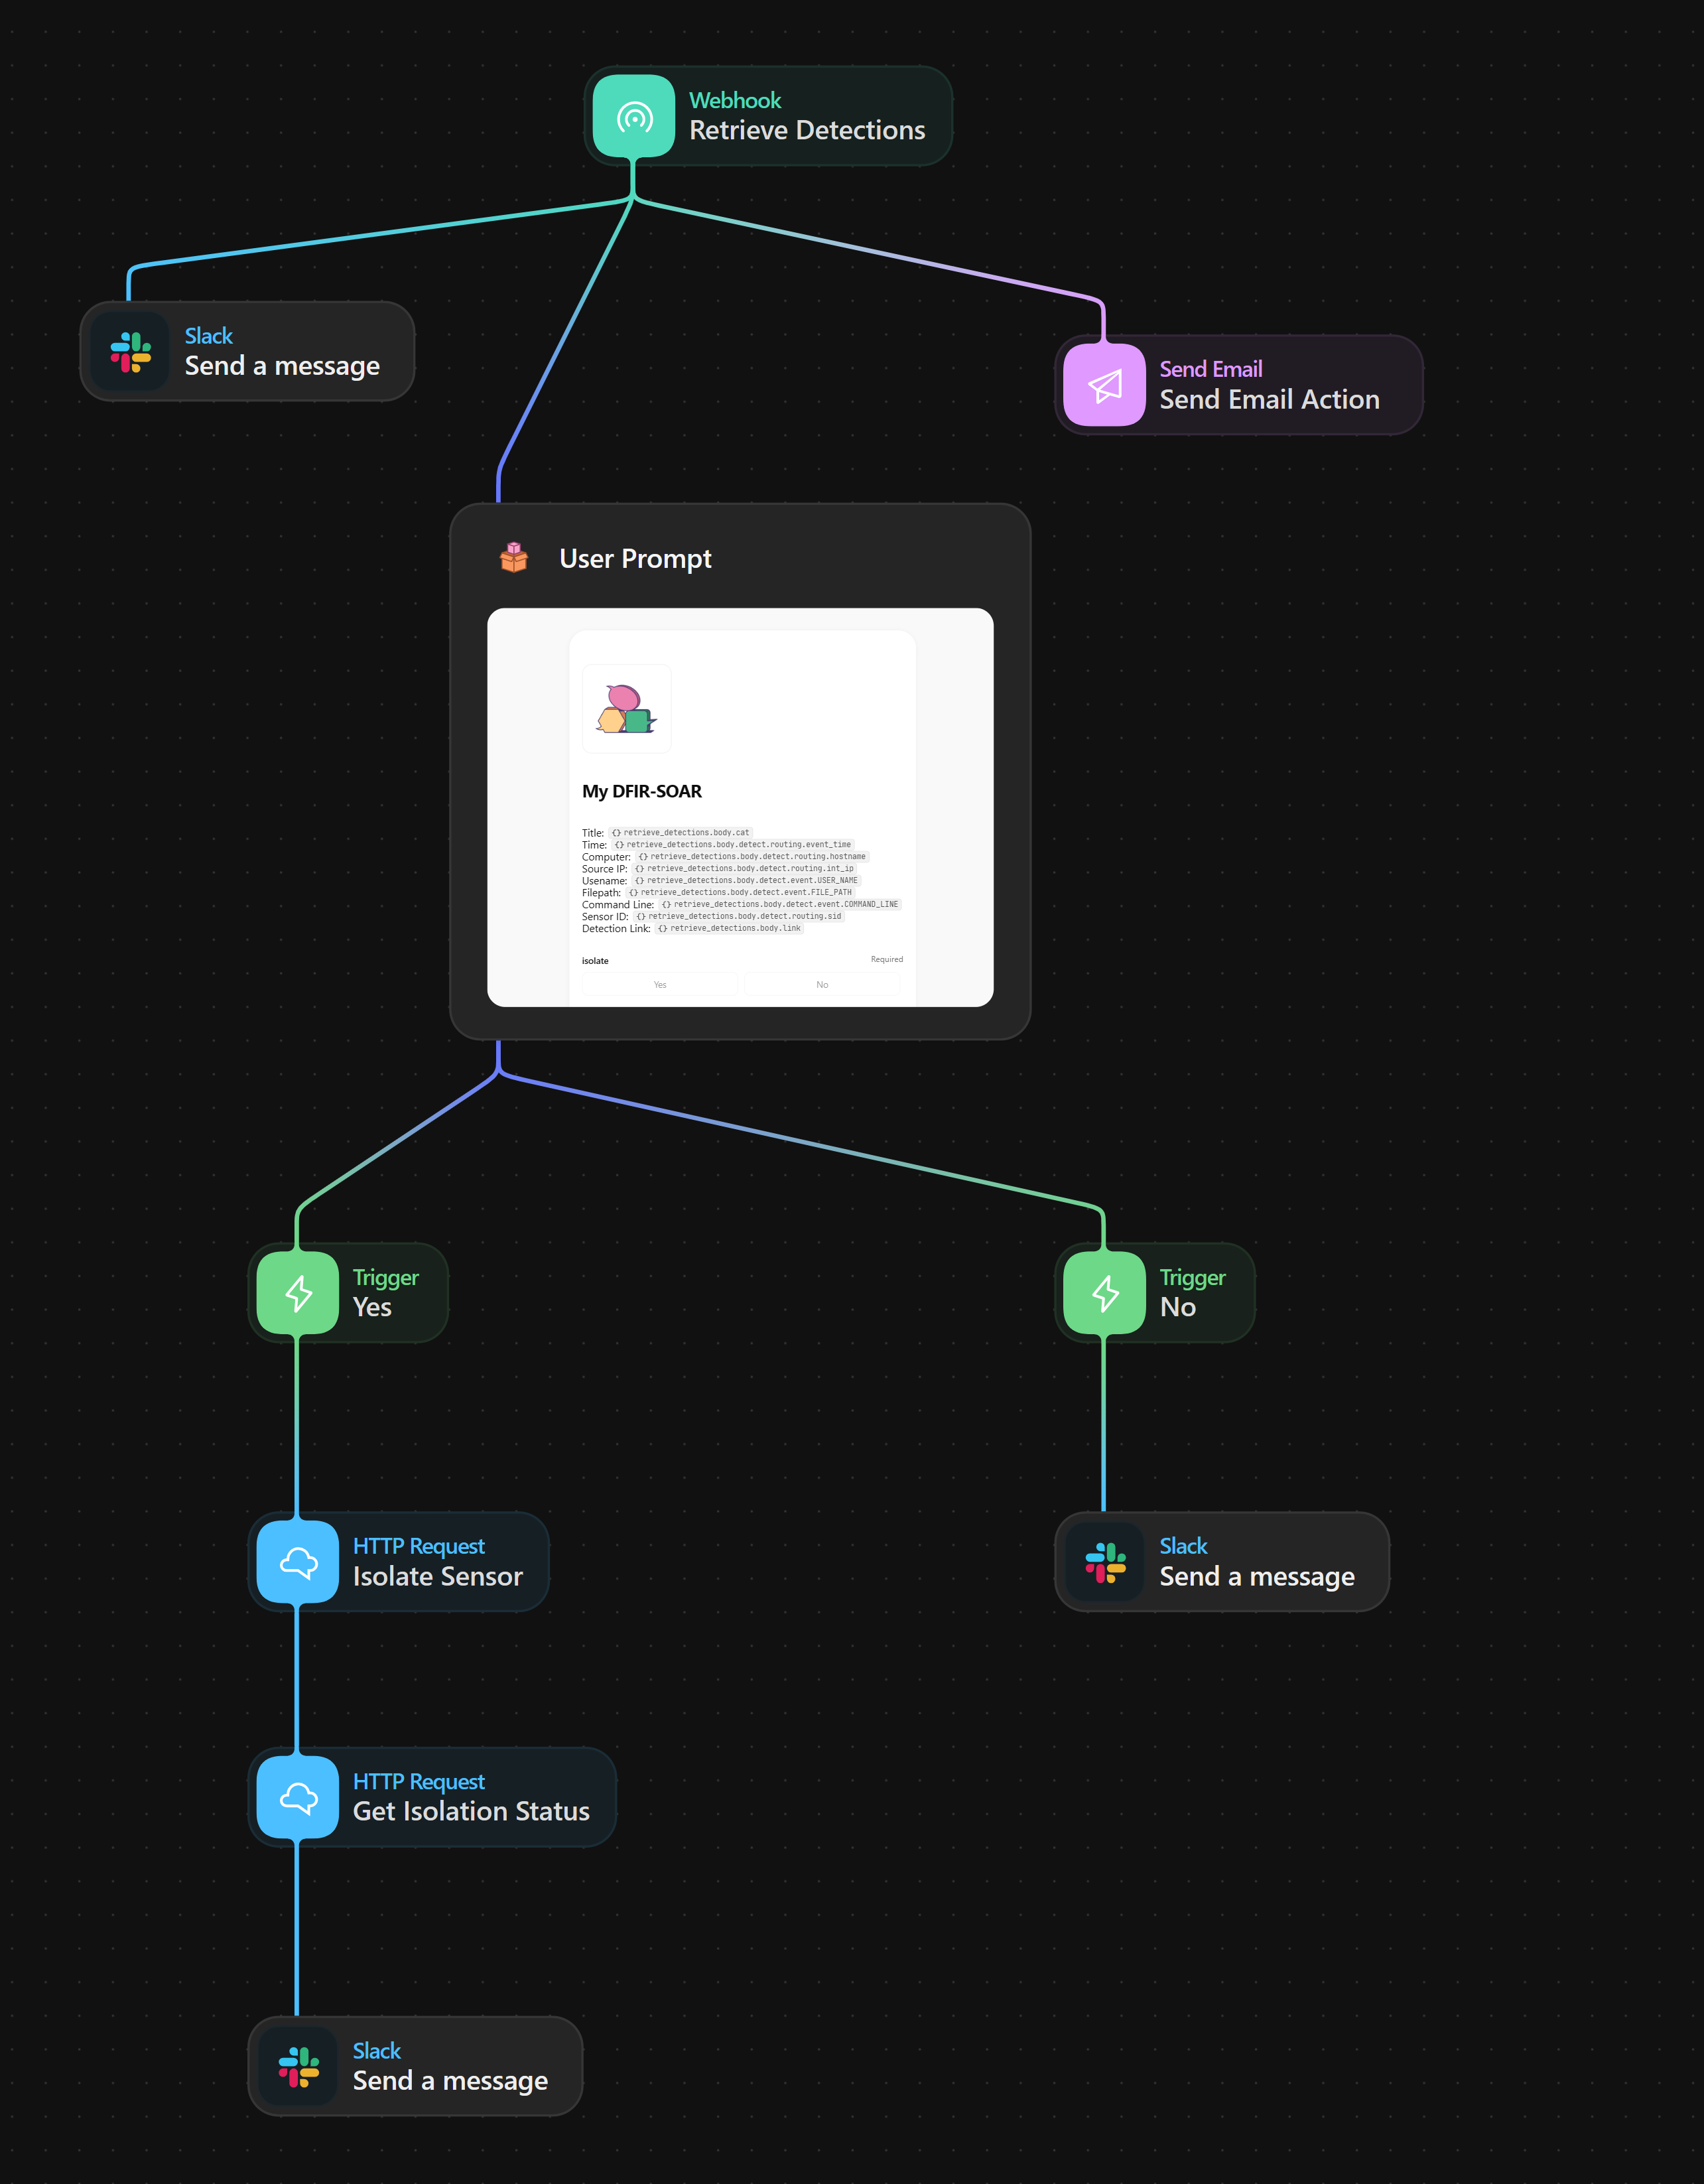 Webhook
Retrieve Detections
Slack
Send a message
Send Email
Send Email Action
User Prompt
My DFIR-SOAR
Title: {} retrieve_detections.body.cat
Time: {} retrieve_detections.body.detect.routing.event_time
Computer: {} retrieve_detections.body.detect.routing.hostname
Source IP: {} retrieve_detections.body.detect.routing.int_ip
Usename: {} retrieve_detections.body.detect.event.USER_NAME
Filepath: {} retrieve_detections.body.detect.event.FILE_PATH
Command Line: {} retrieve_detections.body.detect.event.COMMAND_LINE
Sensor ID: {} retrieve_detections.body.detect.routing.sid
Detection Link: {} retrieve_detections.body.link
isolate Required
Yes No
Trigger
Yes
Trigger
No
HTTP Request
Isolate Sensor
Slack
Send a message
HTTP Request
Get Isolation Status
Slack
Send a message